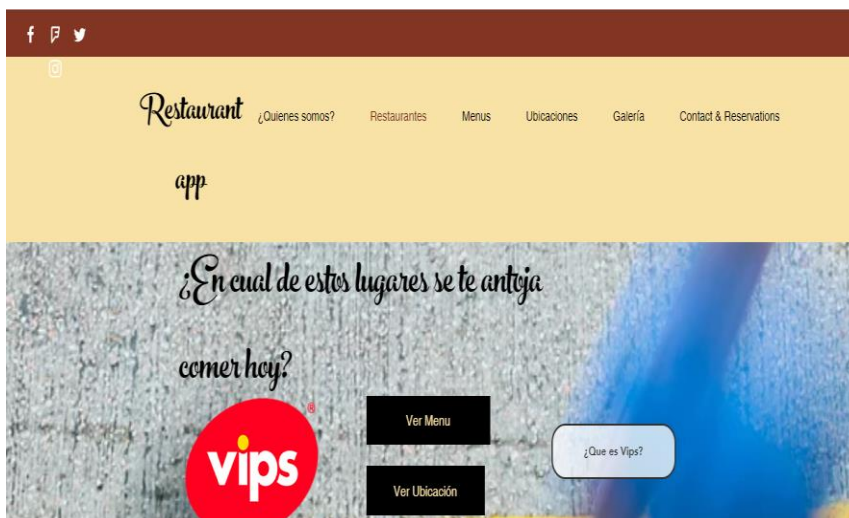 Restaurant
app
¿Quienes somos? Restaurantes Menus Ubicaciones Galería Contact & Reservations
¿En cual de estos lugares se te antoja
comer hoy?
vips®
Ver Menu
¿Que es Vips?
Ver Ubicación